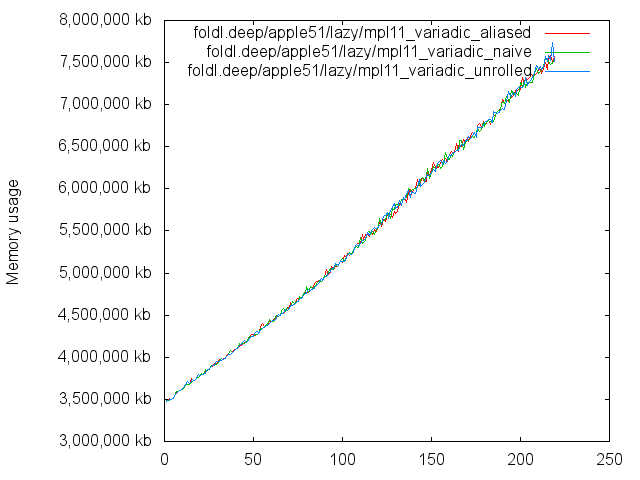 8,000,000 kb
7,500,000 kb
7,000,000 kb
6,500,000 kb
6,000,000 kb
5,500,000 kb
5,000,000 kb
4,500,000 kb
4,000,000 kb
3,500,000 kb
3,000,000 kb
Memory usage
foldl.deep/apple51/lazy/mpl11_variadic_aliased
foldl.deep/apple51/lazy/mpl11_variadic_naive
foldl.deep/apple51/lazy/mpl11_variadic_unrolled
0 50 100 150 200 250